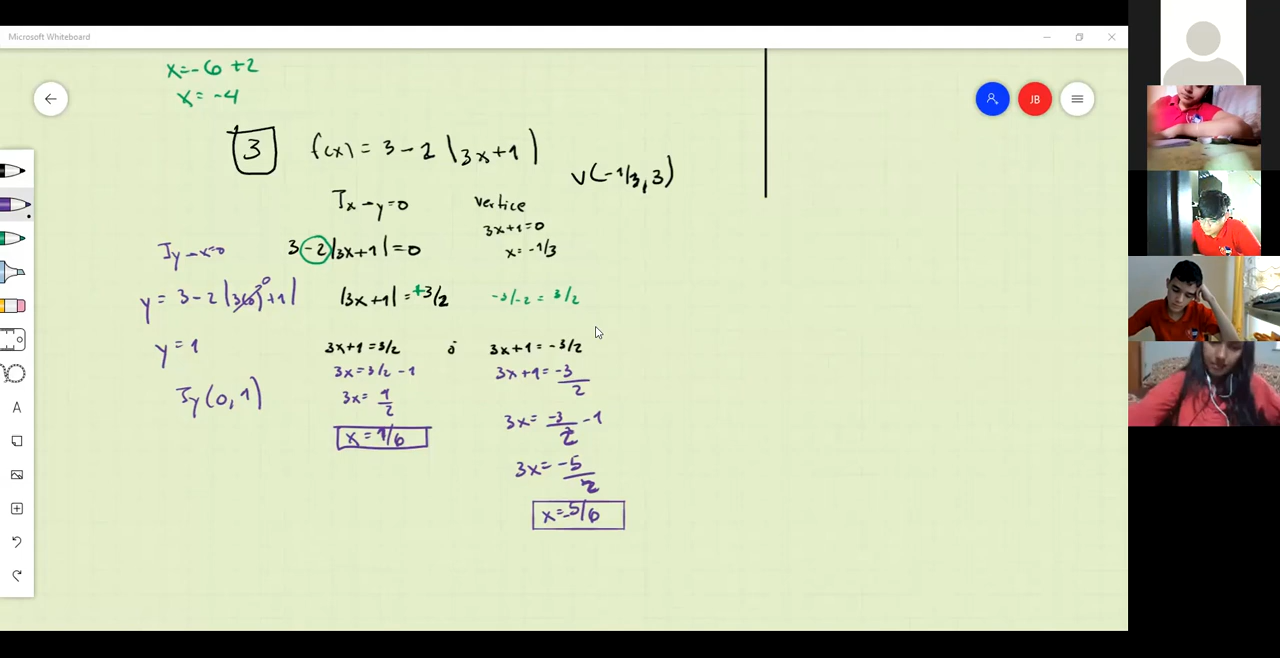 Microsoft Whiteboard
x=-6+2
x=-4
JB
3
f(x)=3-2|3x+1|
V(-1/3,3)
Ix-y=0
Vertice
3x+1=0
x=-1/3
3-2|3x+1|=0
|3x+1|=+3/2
-3/-2=3/2
Iy-x=0
y=3-2|3(0)+1|
0
y=1
Iy(0,1)
3x+1=3/2
ó
3x+1=-3/2
3x=3/2-1
3x+1=-3/2
3x=1/2
3x=-3/2-1
x=1/6
3x=-5/2
x=-5/6
A